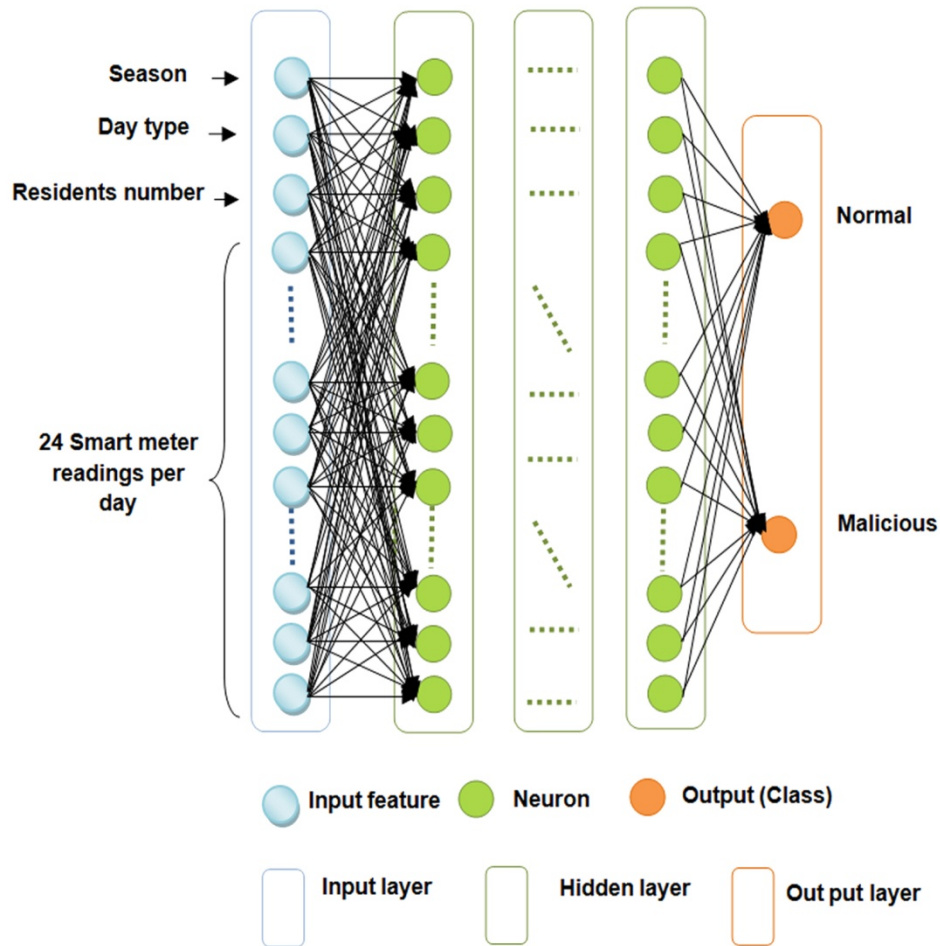 Season
Day type
Residents number
Normal
24 Smart meter
readings per
day
Malicious
Input feature
Neuron
Output (Class)
Input layer
Hidden layer
Out put layer